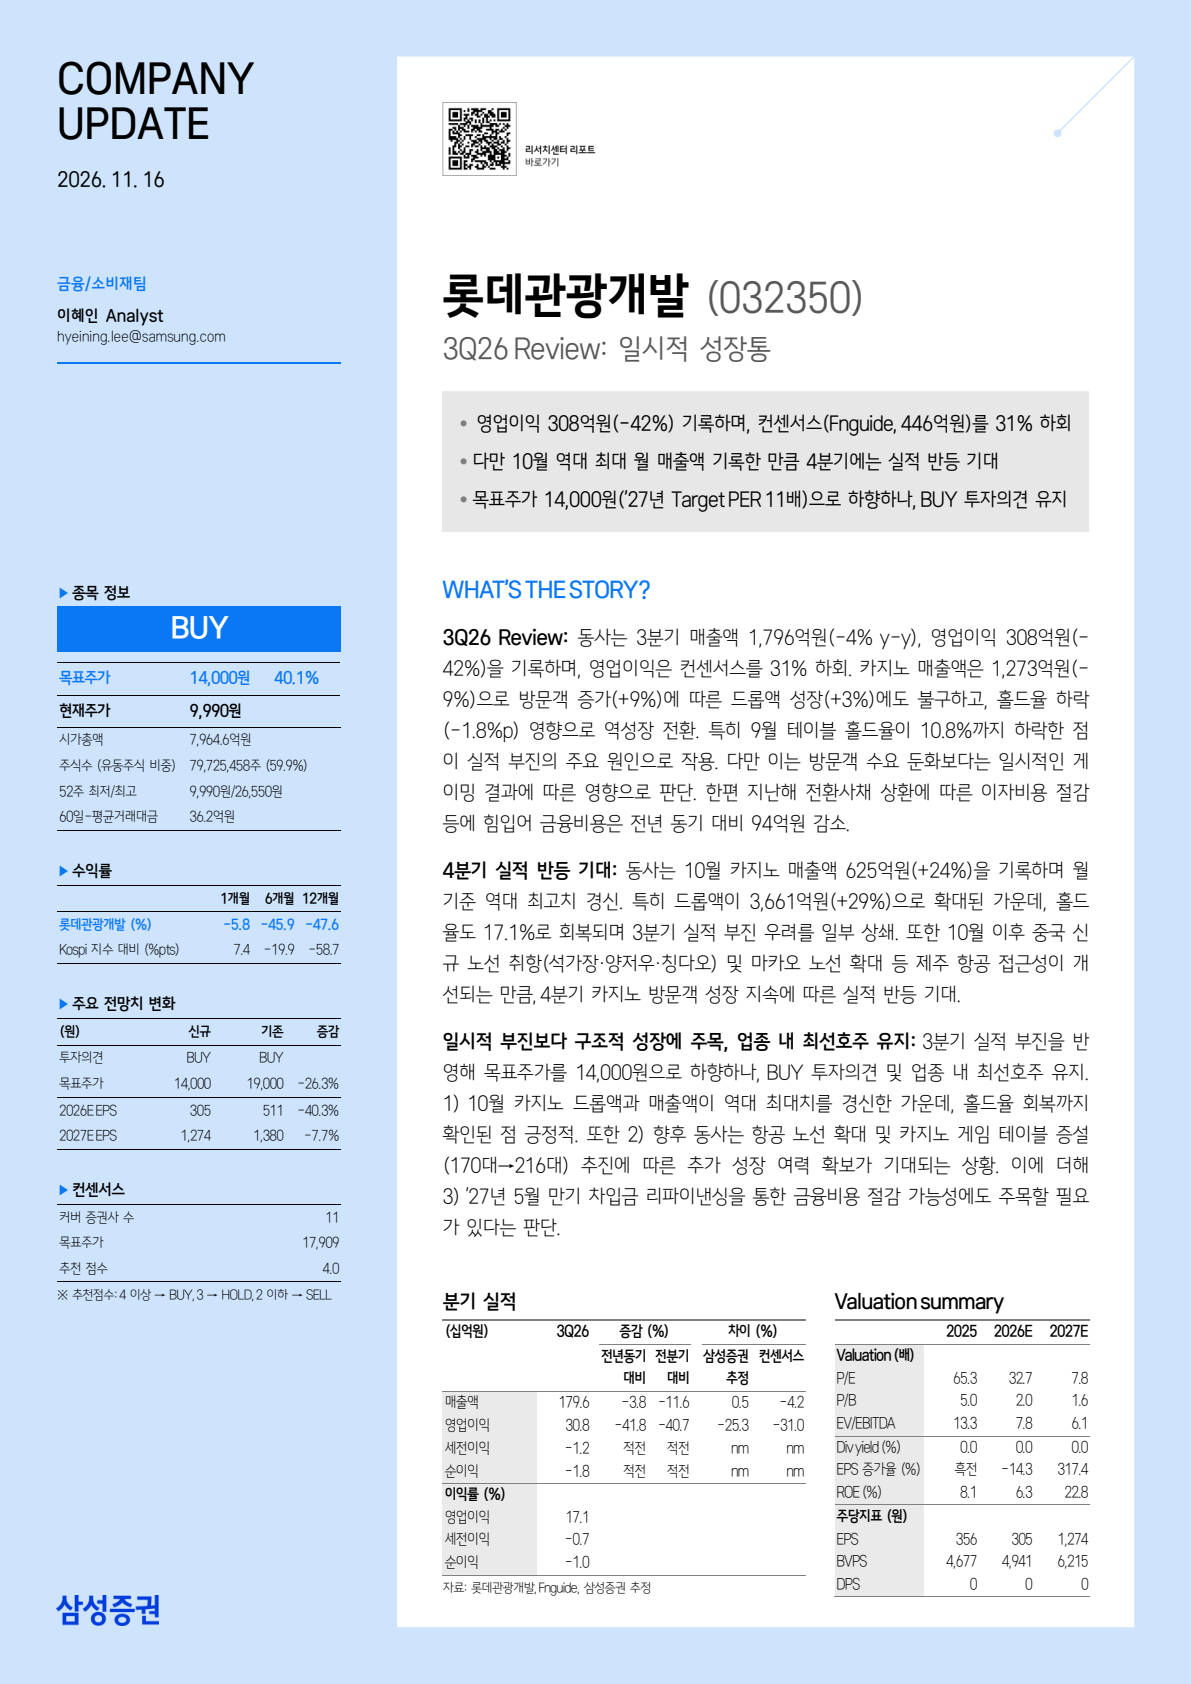 COMPANY
UPDATE
2026. 11. 16
금융/소비재팀
이혜인 Analyst
hyeining.lee@samsung.com
▶ 종목 정보
BUY
목표주가 14,000원 40.1%
현재주가 9,990원
시가총액 7,964.6억원
주식수 (유동주식 비중) 79,725,458주 (59.9%)
52주 최저/최고 9,990원/26,550원
60일-평균거래대금 36.2억원
▶ 수익률
1개월 6개월 12개월
롯데관광개발 (%) -5.8 -45.9 -47.6
Kospi 지수 대비 (%pts) 7.4 -19.9 -58.7
▶ 주요 전망치 변화
(원) 신규 기존 증감
투자의견 BUY BUY
목표주가 14,000 19,000 -26.3%
2026E EPS 305 511 -40.3%
2027E EPS 1,274 1,380 -7.7%
▶ 컨센서스
커버 증권사 수 11
목표주가 17,909
추천 점수 4.0
※ 추천점수: 4 이상 → BUY, 3 → HOLD, 2 이하 → SELL
삼성증권
리서치센터 리포트
바로가기
롯데관광개발 (032350)
3Q26 Review: 일시적 성장통
• 영업이익 308억원(-42%) 기록하며, 컨센서스(Fnguide, 446억원)를 31% 하회
• 다만 10월 역대 최대 월 매출액 기록한 만큼 4분기에는 실적 반등 기대
• 목표주가 14,000원('27년 Target PER 11배)으로 하향하나, BUY 투자의견 유지
WHAT'S THE STORY?
3Q26 Review: 동사는 3분기 매출액 1,796억원(-4% y-y), 영업이익 308억원(-
42%)을 기록하며, 영업이익은 컨센서스를 31% 하회. 카지노 매출액은 1,273억원(-
9%)으로 방문객 증가(+9%)에 따른 드롭액 성장(+3%)에도 불구하고, 홀드율 하락
(-1.8%p) 영향으로 역성장 전환. 특히 9월 테이블 홀드율이 10.8%까지 하락한 점
이 실적 부진의 주요 원인으로 작용. 다만 이는 방문객 수요 둔화보다는 일시적인 게
이밍 결과에 따른 영향으로 판단. 한편 지난해 전환사채 상환에 따른 이자비용 절감
등에 힘입어 금융비용은 전년 동기 대비 94억원 감소.
4분기 실적 반등 기대: 동사는 10월 카지노 매출액 625억원(+24%)을 기록하며 월
기준 역대 최고치 경신. 특히 드롭액이 3,661억원(+29%)으로 확대된 가운데, 홀드
율도 17.1%로 회복되며 3분기 실적 부진 우려를 일부 상쇄. 또한 10월 이후 중국 신
규 노선 취항(석가장·양저우·칭다오) 및 마카오 노선 확대 등 제주 항공 접근성이 개
선되는 만큼, 4분기 카지노 방문객 성장 지속에 따른 실적 반등 기대.
일시적 부진보다 구조적 성장에 주목, 업종 내 최선호주 유지: 3분기 실적 부진을 반
영해 목표주가를 14,000원으로 하향하나, BUY 투자의견 및 업종 내 최선호주 유지.
1) 10월 카지노 드롭액과 매출액이 역대 최대치를 경신한 가운데, 홀드율 회복까지
확인된 점 긍정적. 또한 2) 향후 동사는 항공 노선 확대 및 카지노 게임 테이블 증설
(170대→216대) 추진에 따른 추가 성장 여력 확보가 기대되는 상황. 이에 더해
3) '27년 5월 만기 차입금 리파이낸싱을 통한 금융비용 절감 가능성에도 주목할 필요
가 있다는 판단.
분기 실적
(십억원) 3Q26 증감 (%) 차이 (%)
전년동기 전분기 삼성증권 컨센서스
대비 대비 추정
매출액 179.6 -3.8 -11.6 0.5 -4.2
영업이익 30.8 -41.8 -40.7 -25.3 -31.0
세전이익 -1.2 적전 적전 nm nm
순이익 -1.8 적전 적전 nm nm
이익률 (%)
영업이익 17.1
세전이익 -0.7
순이익 -1.0
자료: 롯데관광개발, Fnguide, 삼성증권 추정
Valuation summary
2025 2026E 2027E
Valuation (배)
P/E 65.3 32.7 7.8
P/B 5.0 2.0 1.6
EV/EBITDA 13.3 7.8 6.1
Div yield (%) 0.0 0.0 0.0
EPS 증가율 (%) 흑전 -14.3 317.4
ROE (%) 8.1 6.3 22.8
주당지표 (원)
EPS 356 305 1,274
BVPS 4,677 4,941 6,215
DPS 0 0 0